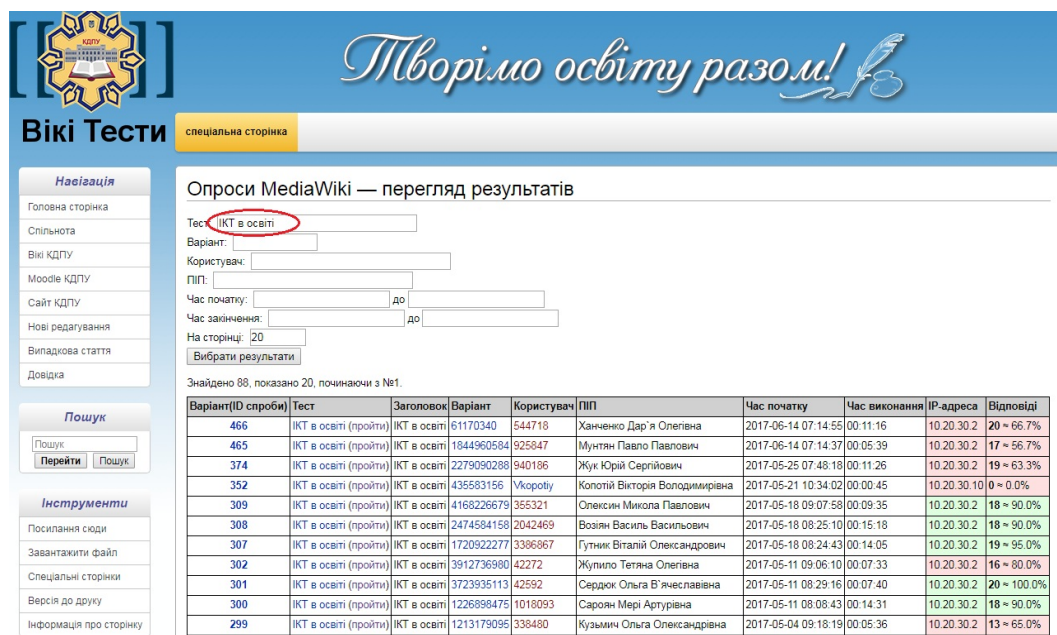 КДПУ
Творімо освіту разом!
Вікі Тести
спеціальна сторінка
Навігація
Головна сторінка
Спільнота
Вікі КДПУ
Moodle КДПУ
Сайт КДПУ
Нові редагування
Випадкова стаття
Довідка
Пошук
Пошук
Перейти Пошук
Інструменти
Посилання сюди
Завантажити файл
Спеціальні сторінки
Версія до друку
Інформація про сторінку
Опроси MediaWiki — перегляд результатів
Тест: ІКТ в освіті
Варіант:
Користувач:
ПІП:
Час початку: до
Час закінчення: до
На сторінці: 20
Вибрати результати
Знайдено 88, показано 20, починаючи з №1.
Варіант(ID спроби) Тест Заголовок Варіант Користувач ПІП Час початку Час виконання IP-адреса Відповіді
466 ІКТ в освіті (пройти) ІКТ в освіті 61170340 544718 Ханченко Дар`я Олегівна 2017-06-14 07:14:55 00:11:16 10.20.30.2 20 ≈ 66.7%
465 ІКТ в освіті (пройти) ІКТ в освіті 1844960584 925847 Мунтян Павло Павлович 2017-06-14 07:14:37 00:05:39 10.20.30.2 17 ≈ 56.7%
374 ІКТ в освіті (пройти) ІКТ в освіті 2279090288 940186 Жук Юрій Сергійович 2017-05-25 07:48:18 00:11:26 10.20.30.2 19 ≈ 63.3%
352 ІКТ в освіті (пройти) ІКТ в освіті 435583156 Vkopotiy Копотій Вікторія Володимирівна 2017-05-21 10:34:02 00:00:45 10.20.30.10 0 ≈ 0.0%
309 ІКТ в освіті (пройти) ІКТ в освіті 4168226679 355321 Олексин Микола Павлович 2017-05-18 09:07:58 00:09:35 10.20.30.2 18 ≈ 90.0%
308 ІКТ в освіті (пройти) ІКТ в освіті 2474584158 2042469 Возіян Василь Васильович 2017-05-18 08:25:10 00:15:18 10.20.30.2 18 ≈ 90.0%
307 ІКТ в освіті (пройти) ІКТ в освіті 1720922277 3386867 Гутник Віталій Олександрович 2017-05-18 08:24:43 00:14:05 10.20.30.2 19 ≈ 95.0%
302 ІКТ в освіті (пройти) ІКТ в освіті 3912736980 42272 Жупило Тетяна Олегівна 2017-05-11 09:06:10 00:07:33 10.20.30.2 16 ≈ 80.0%
301 ІКТ в освіті (пройти) ІКТ в освіті 3723935113 42592 Сердюк Ольга В`ячеславівна 2017-05-11 08:29:16 00:07:40 10.20.30.2 20 ≈ 100.0%
300 ІКТ в освіті (пройти) ІКТ в освіті 1226898475 1018093 Сароян Мері Артурівна 2017-05-11 08:08:43 00:14:31 10.20.30.2 18 ≈ 90.0%
299 ІКТ в освіті (пройти) ІКТ в освіті 1213179095 338480 Кузьмич Ольга Олександрівна 2017-05-04 09:18:19 00:05:36 10.20.30.2 13 ≈ 65.0%